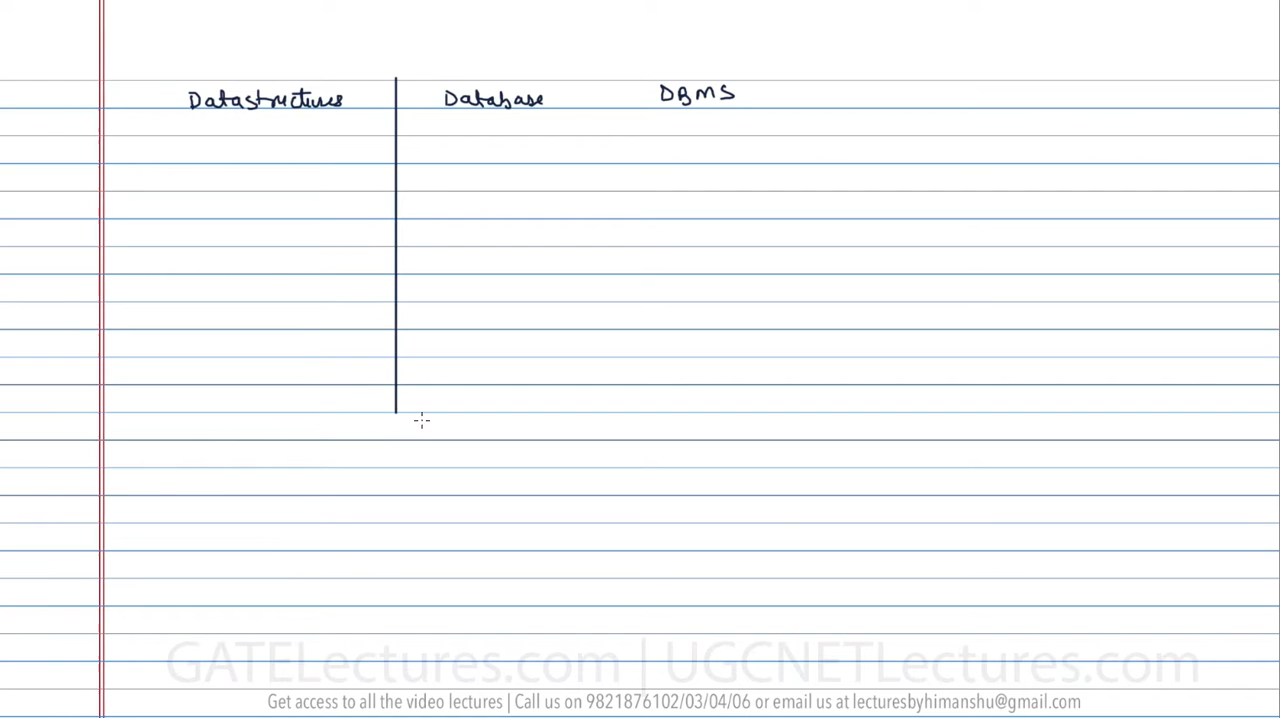 Datastructures Database DBMS
GATELectures.com | UGCNETLectures.com
Get access to all the video lectures | Call us on 9821876102/03/04/06 or email us at lecturesbyhimanshu@gmail.com